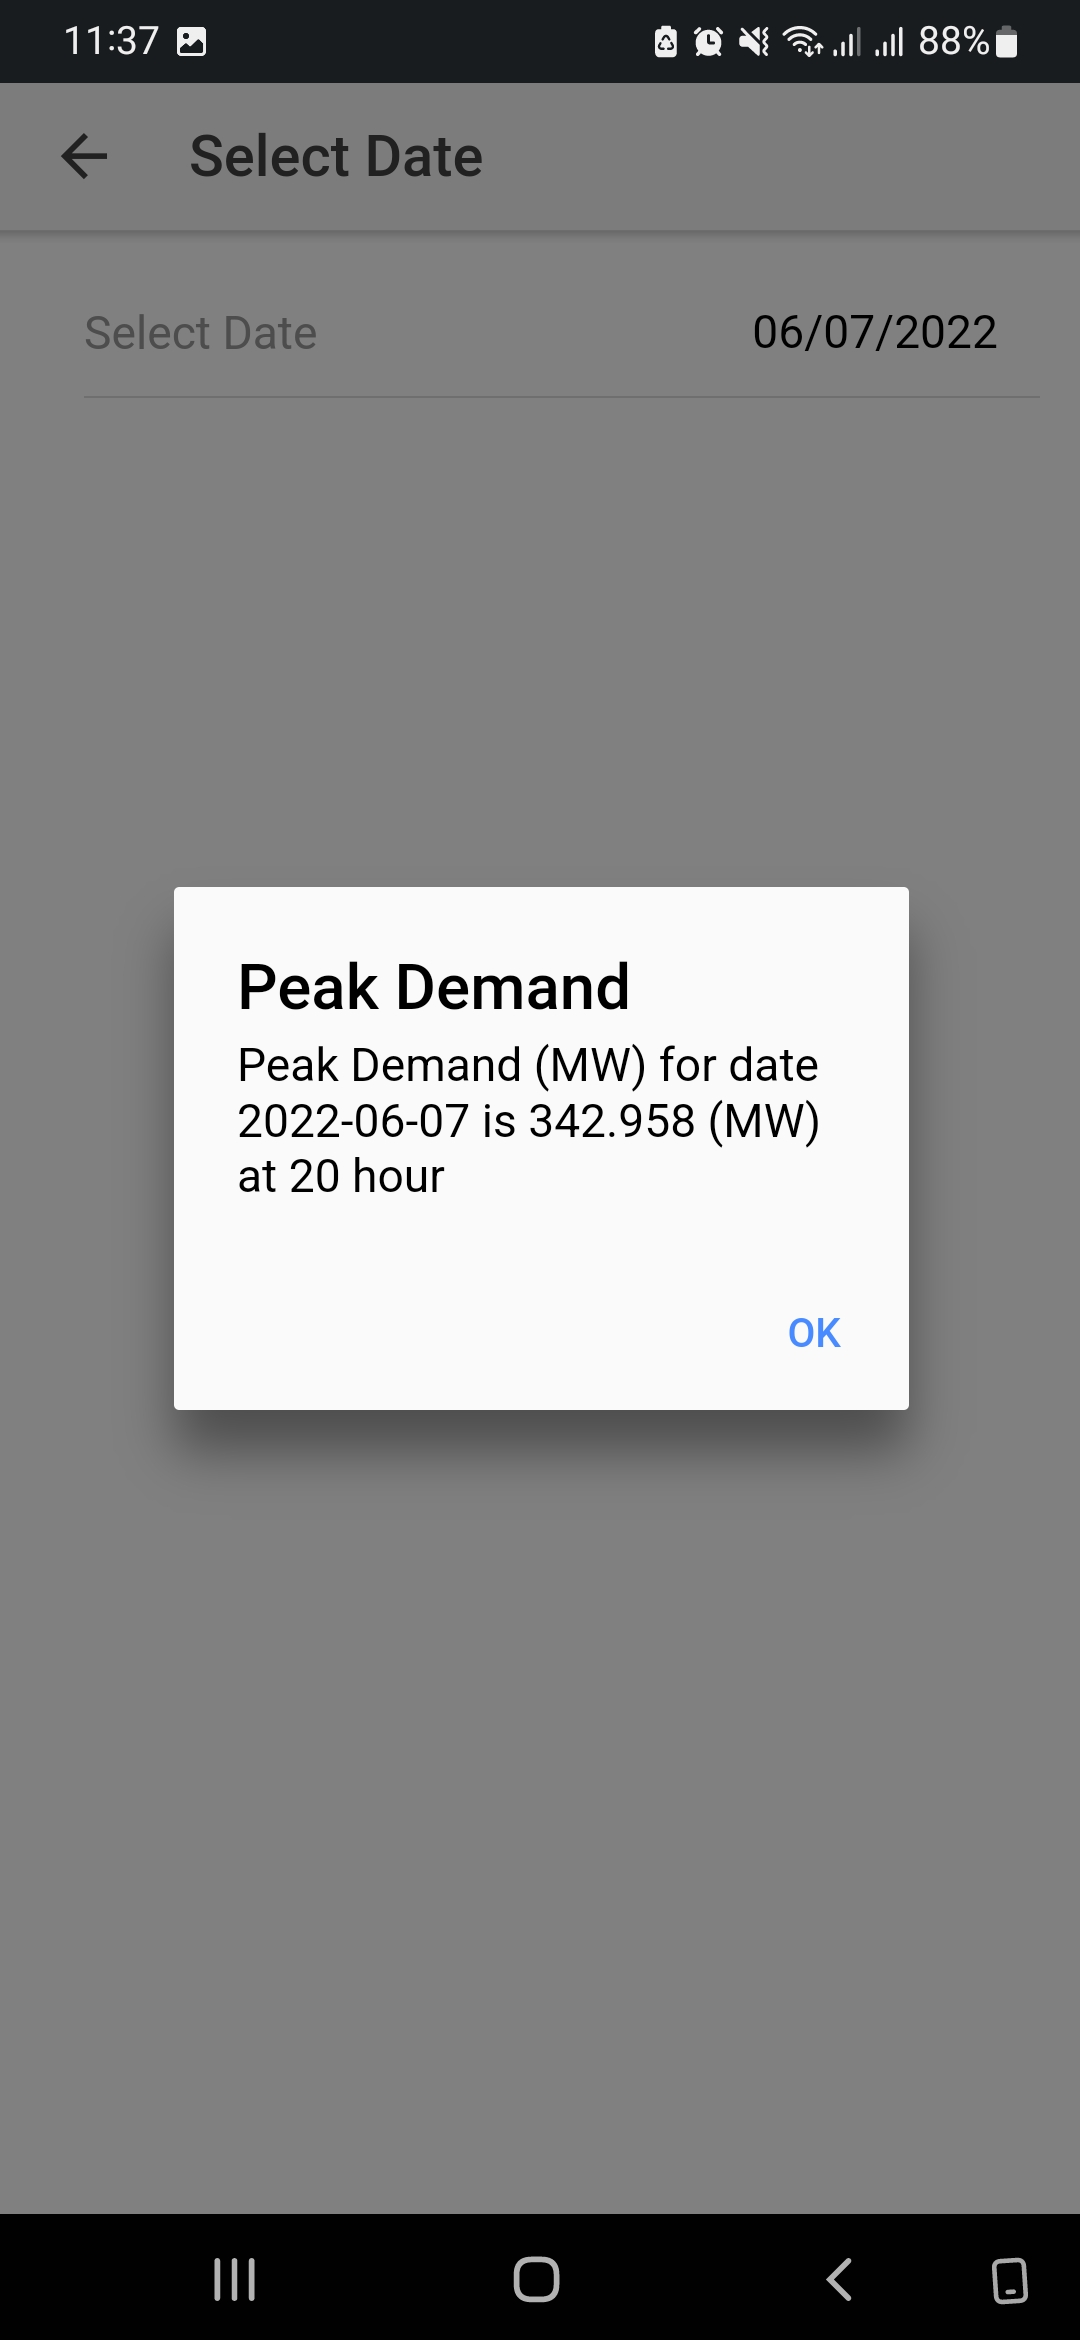 11:37 88%
Select Date
Select Date 06/07/2022
Peak Demand
Peak Demand (MW) for date
2022-06-07 is 342.958 (MW)
at 20 hour
OK